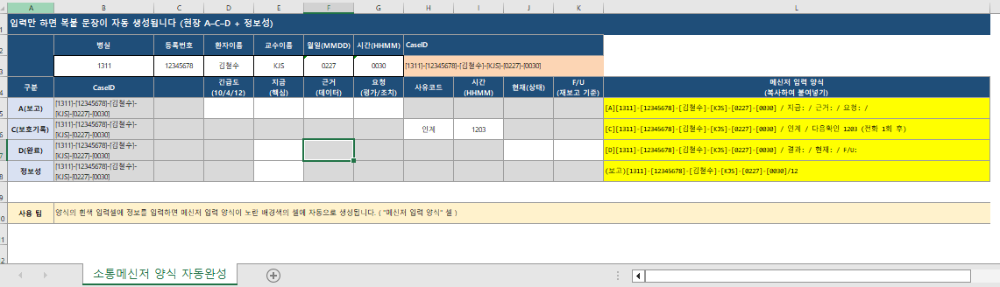 A B C D E F G H I J K L
1 입력만 하면 복붙 문장이 자동 생성됩니다 (현장 A–C–D + 정보성)
2 병실 등록번호 환자이름 교수이름 월일(MMDD) 시간(HHMM) CaseID
3 1311 12345678 김철수 KJS 0227 0030 [1311]-[12345678]-[김철수]-[KJS]-[0227]-[0030]
4 구분 CaseID 긴급도 (10/4/12) 지금 (핵심) 근거 (데이터) 요청 (평가/조치) 사유코드 시간 (HHMM) 현재(상태) F/U (재보고 기준) 메신저 입력 양식 (복사하여 붙여넣기)
5 A(보고) [1311]-[12345678]-[김철수]-[KJS]-[0227]-[0030] [A][1311]-[12345678]-[김철수]-[KJS]-[0227]-[0030] / 지금: / 근거: / 요청: /
6 C(보호기록) [1311]-[12345678]-[김철수]-[KJS]-[0227]-[0030] 인계 1203 [C][1311]-[12345678]-[김철수]-[KJS]-[0227]-[0030] / 인계 / 다음확인 1203 (전화 1회 후)
7 D(완료) [1311]-[12345678]-[김철수]-[KJS]-[0227]-[0030] [D][1311]-[12345678]-[김철수]-[KJS]-[0227]-[0030] / 결과: / 현재: / F/U:
8 정보성 [1311]-[12345678]-[김철수]-[KJS]-[0227]-[0030] (보고)[1311]-[12345678]-[김철수]-[KJS]-[0227]-[0030]/12
9
0 사용 팁 양식의 흰색 입력셀에 정보를 입력하면 메신저 입력 양식이 노란 배경색의 셀에 자동으로 생성됩니다. ( "메신저 입력 양식" 셀 )
1
2
소통메신저 양식 자동완성